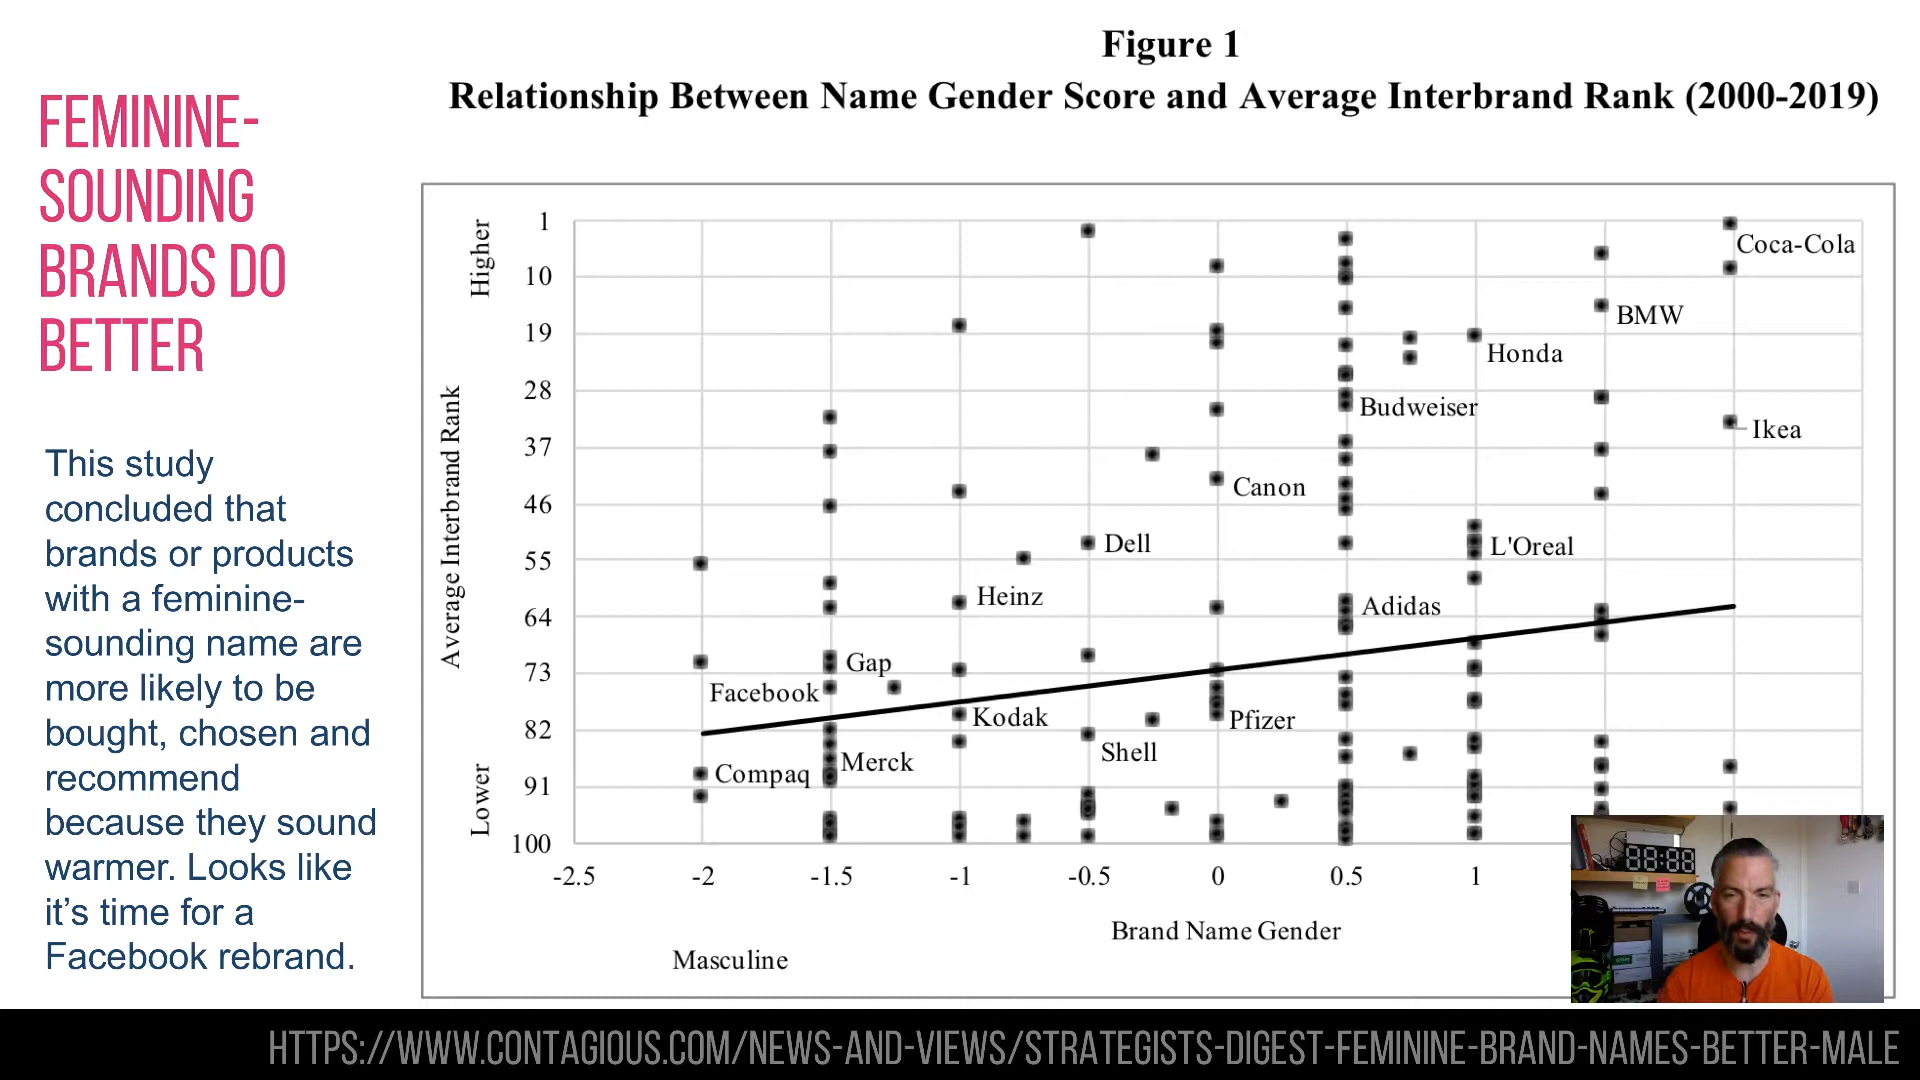 Figure 1
Relationship Between Name Gender Score and Average Interbrand Rank (2000-2019)
FEMININE-
SOUNDING
BRANDS DO
BETTER
This study
concluded that
brands or products
with a feminine-
sounding name are
more likely to be
bought, chosen and
recommend
because they sound
warmer. Looks like
it's time for a
Facebook rebrand.
Higher
Average Interbrand Rank
Lower
1
10
19
28
37
46
55
64
73
82
91
100
Coca-Cola
BMW
Honda
Budweiser
Ikea
Canon
Dell
L'Oreal
Heinz
Adidas
Gap
Facebook
Kodak
Pfizer
Shell
Merck
Compaq
-2.5 -2 -1.5 -1 -0.5 0 0.5 1
Brand Name Gender
Masculine
88:88
HTTPS://WWW.CONTAGIOUS.COM/NEWS-AND-VIEWS/STRATEGISTS-DIGEST-FEMININE-BRAND-NAMES-BETTER-MALE